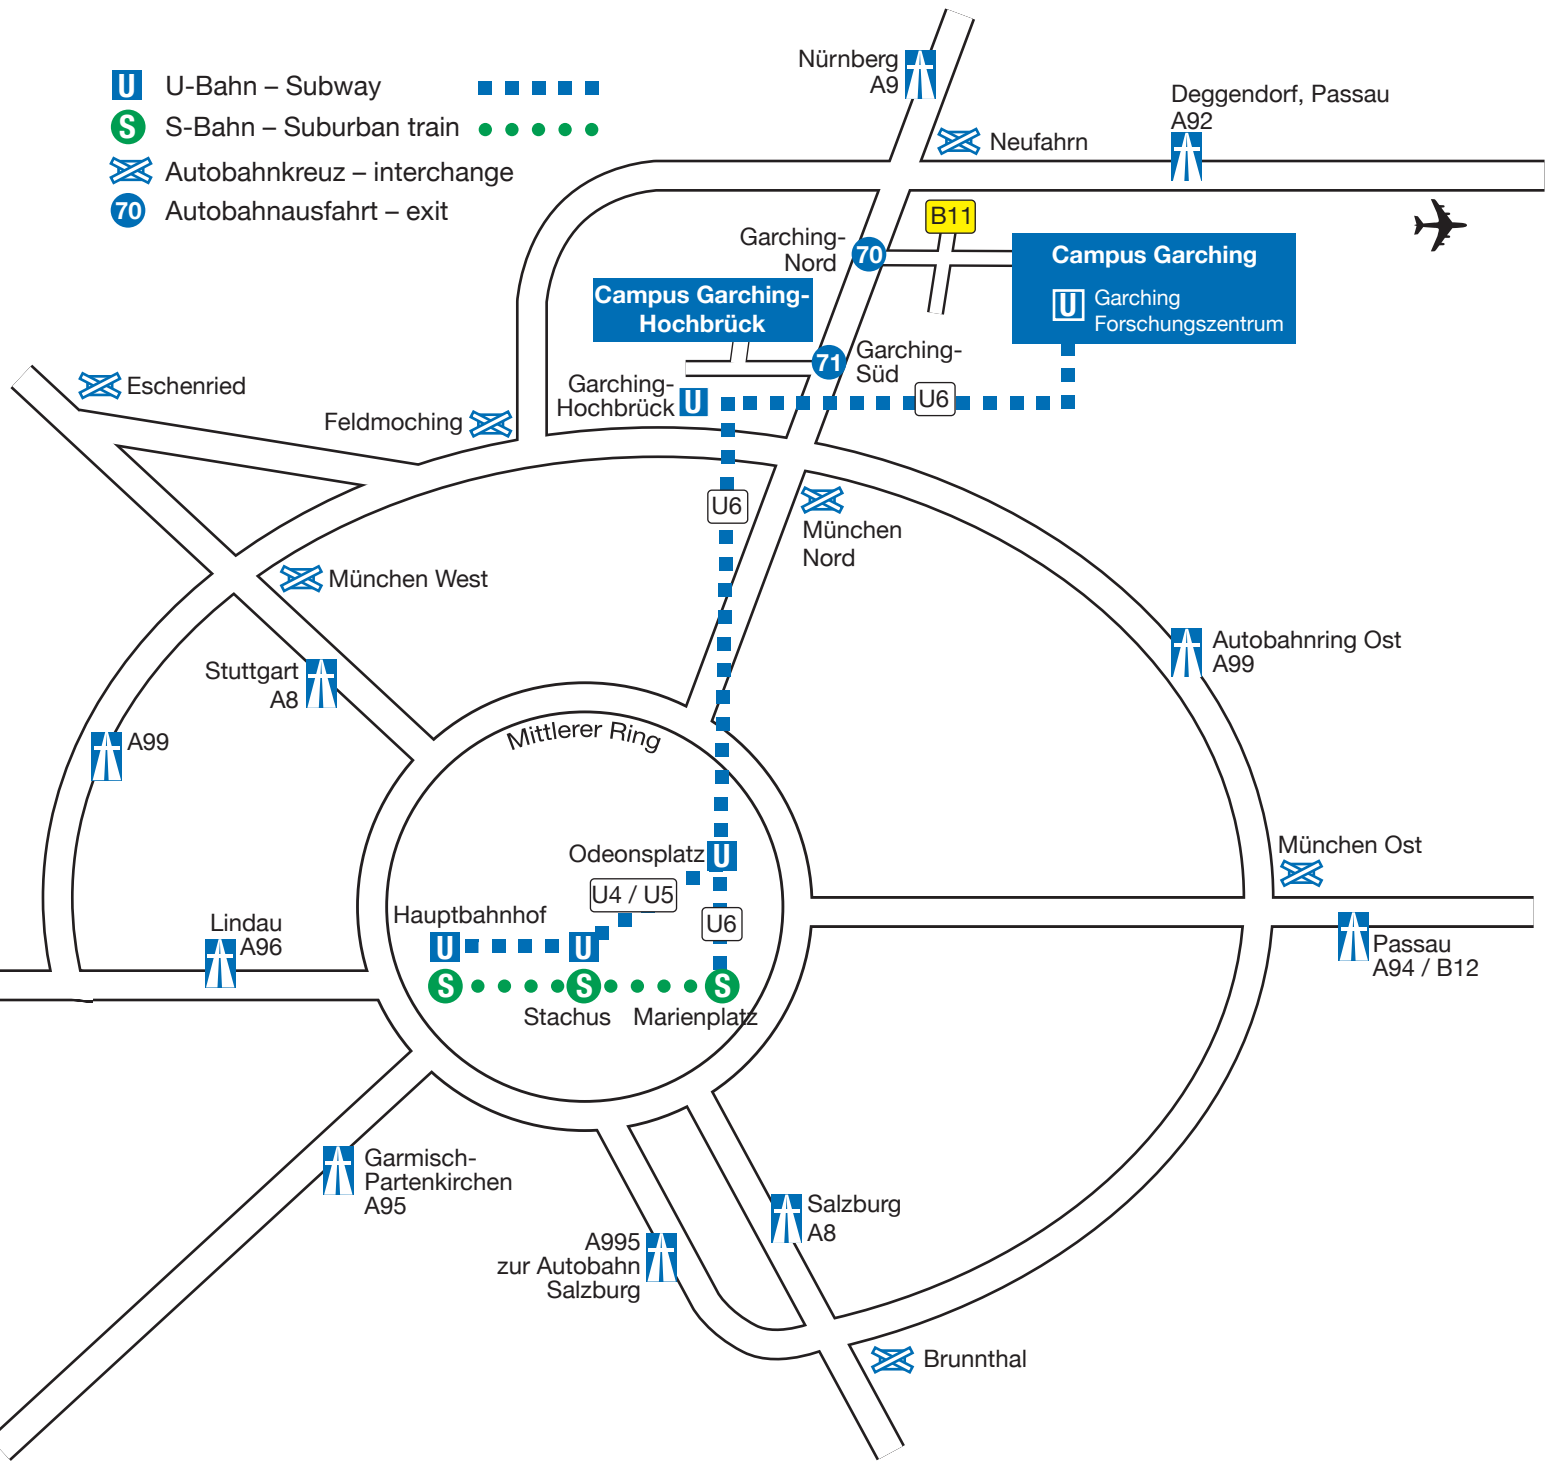 U U-Bahn – Subway
S S-Bahn – Suburban train
Autobahnkreuz – interchange
70 Autobahnausfahrt – exit
Nürnberg
A9
Deggendorf, Passau
A92
Neufahrn
B11
Garching-
Nord
70
Campus Garching
U Garching
Forschungszentrum
Campus Garching-
Hochbrück
71
Garching-
Süd
Garching-
Hochbrück
U
U6
Eschenried
Feldmoching
U6
München
Nord
München West
Stuttgart
A8
Autobahnring Ost
A99
A99
Mittlerer Ring
München Ost
Odeonsplatz U
U4 / U5
U6
Hauptbahnhof
U
U
S
S
S
Stachus
Marienplatz
Lindau
A96
Passau
A94 / B12
Garmisch-
Partenkirchen
A95
Salzburg
A8
A995
zur Autobahn
Salzburg
Brunnthal